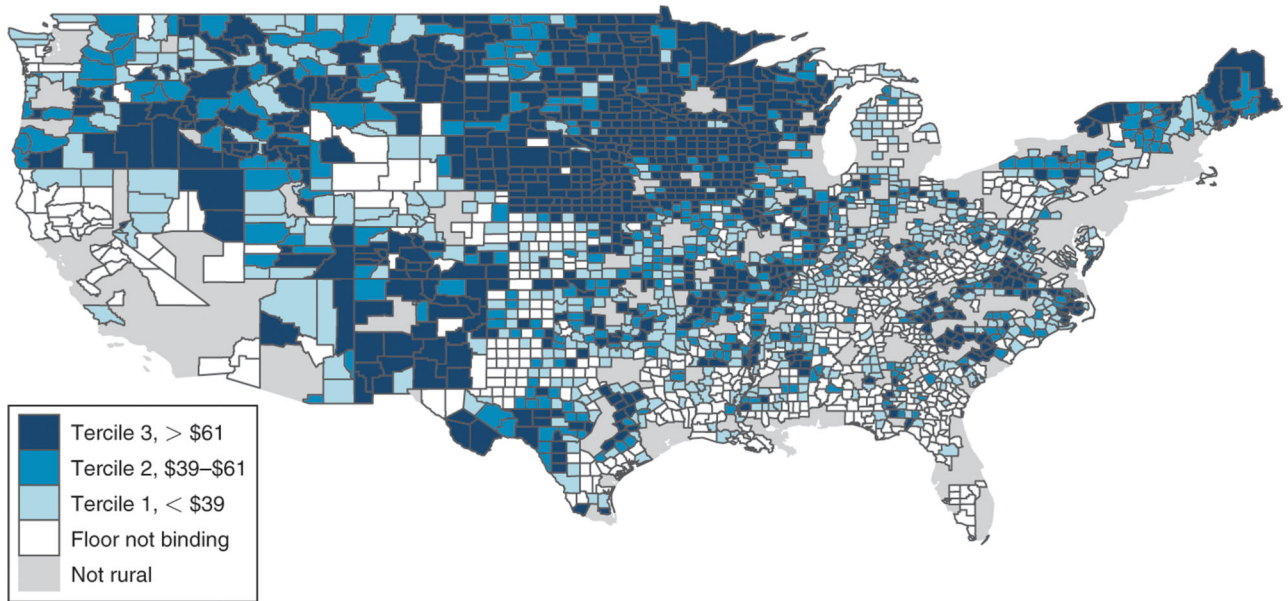 Tercile 3, > $61
Tercile 2, $39–$61
Tercile 1, < $39
Floor not binding
Not rural